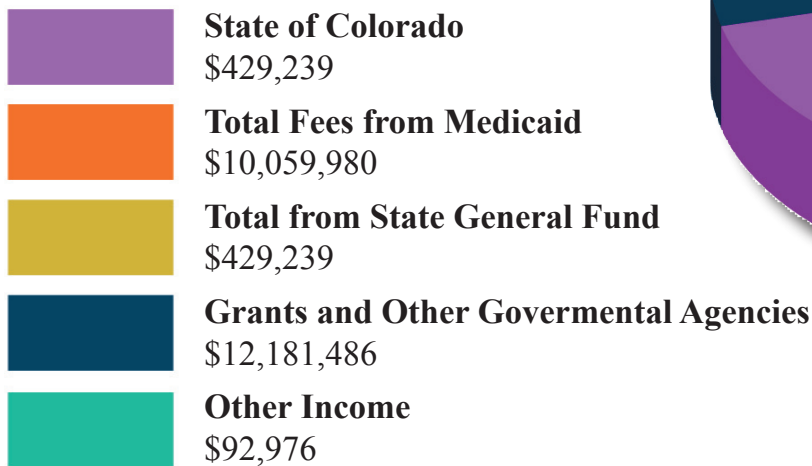 State of Colorado
$429,239
Total Fees from Medicaid
$10,059,980
Total from State General Fund
$429,239
Grants and Other Govermental Agencies
$12,181,486
Other Income
$92,976